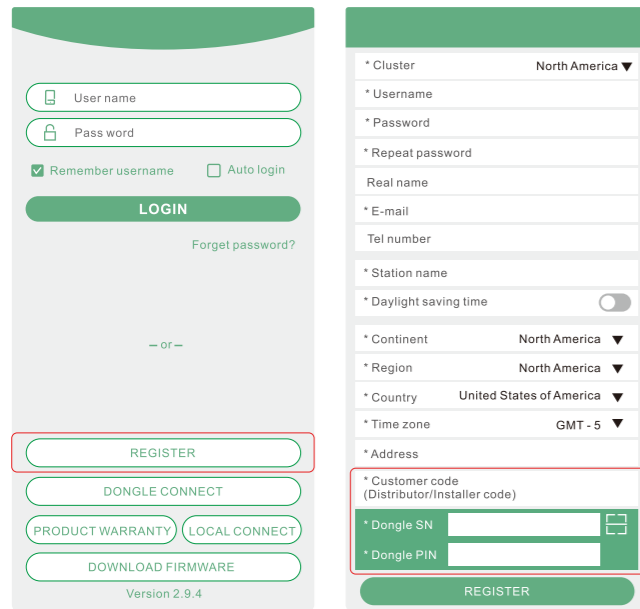 User name
Pass word
Remember username
Auto login
LOGIN
Forget password?
– or –
REGISTER
DONGLE CONNECT
PRODUCT WARRANTY
LOCAL CONNECT
DOWNLOAD FIRMWARE
Version 2.9.4
* Cluster North America
* Username
* Password
* Repeat password
Real name
* E-mail
Tel number
* Station name
* Daylight saving time
* Continent North America
* Region North America
* Country United States of America
* Time zone GMT - 5
* Address
* Customer code
(Distributor/Installer code)
* Dongle SN
* Dongle PIN
REGISTER